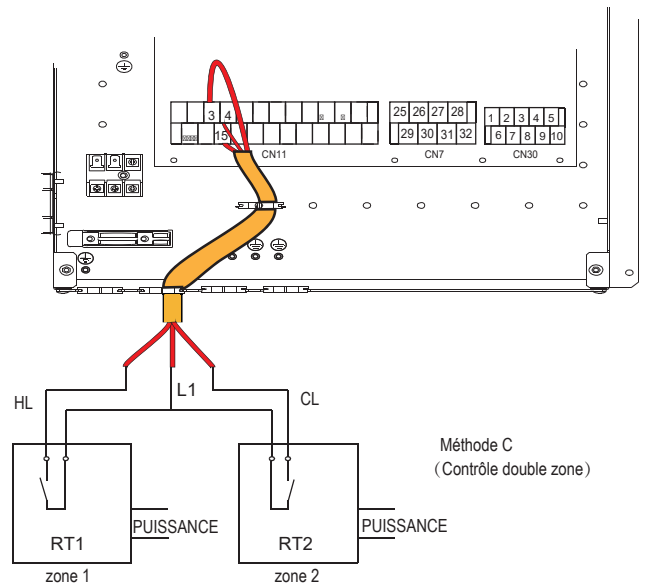 3 4
15
CN11
25 26 27 28
29 30 31 32
CN7
1 2 3 4 5
6 7 8 9 10
CN30
HL
L1
CL
Méthode C
(Contrôle double zone)
PUISSANCE
PUISSANCE
RT1
RT2
zone 1
zone 2